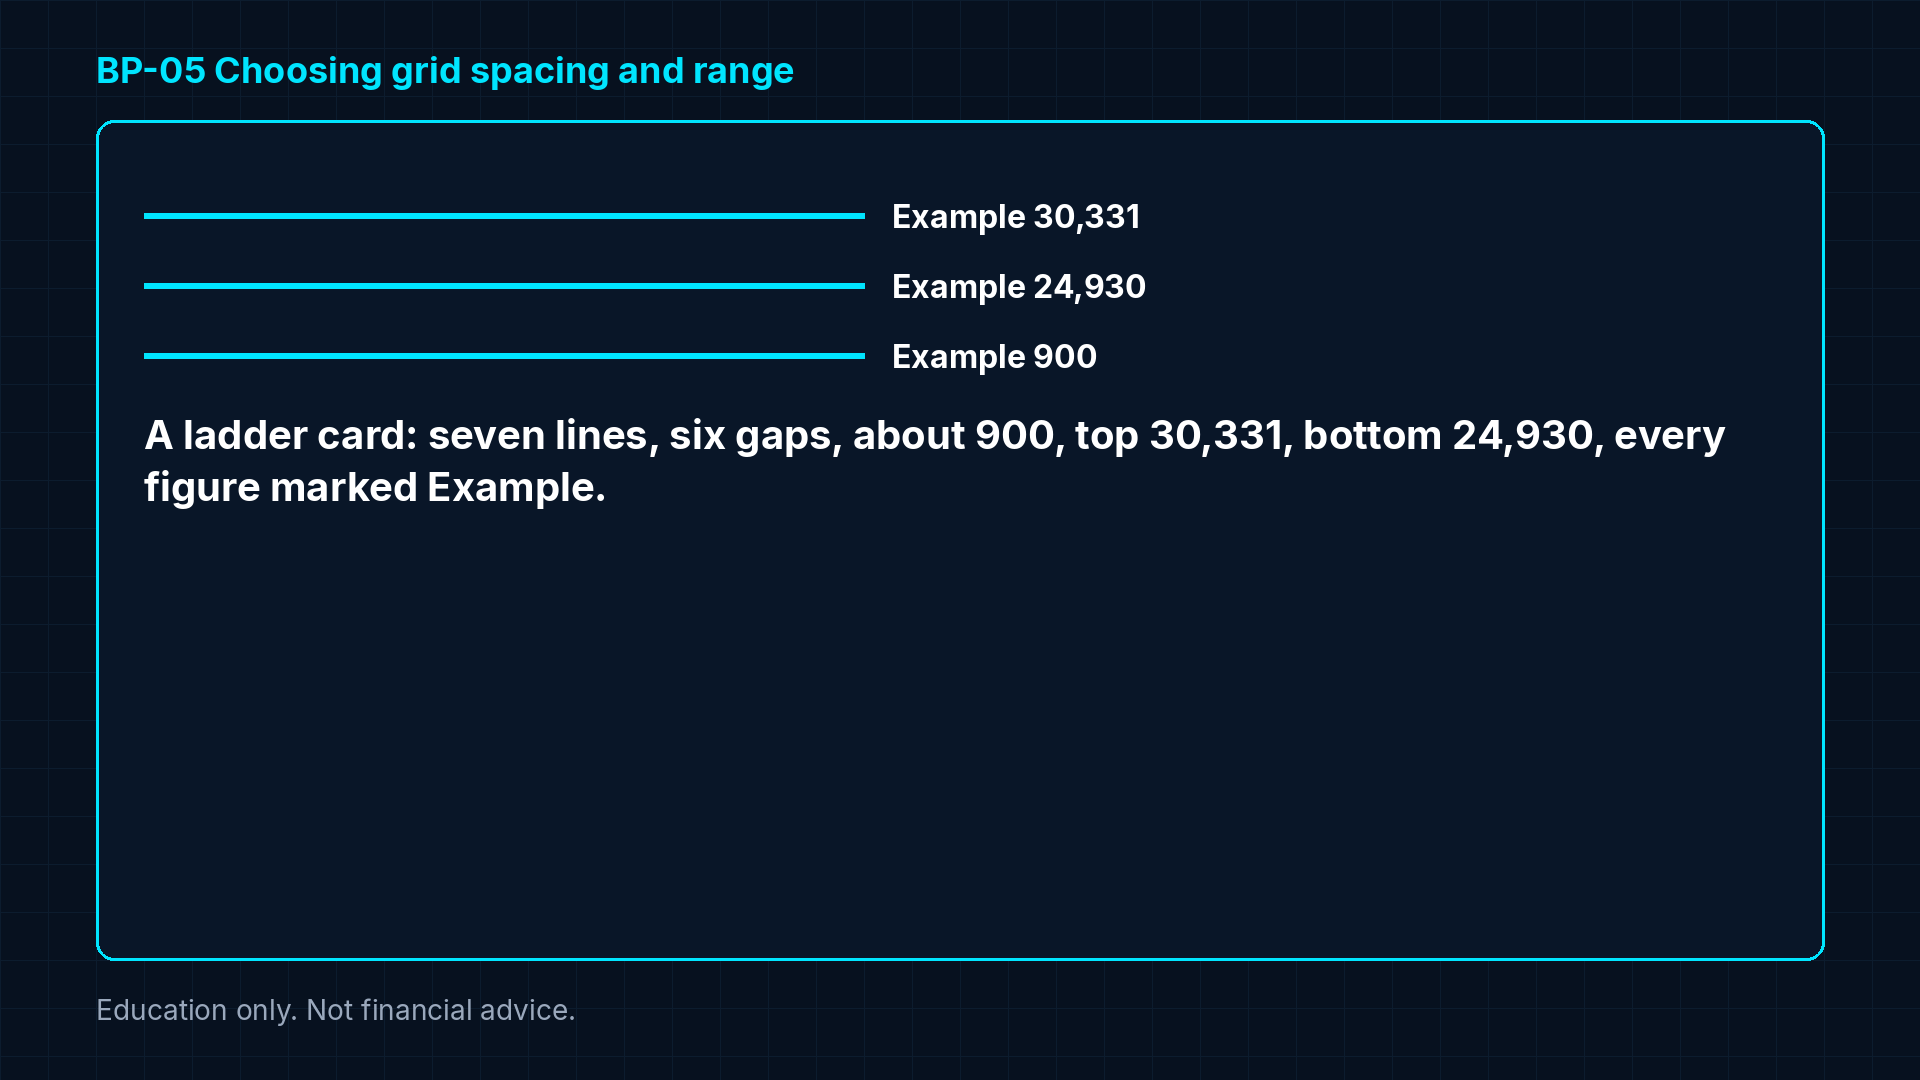 BP-05 Choosing grid spacing and range
Example 30,331
Example 24,930
Example 900
A ladder card: seven lines, six gaps, about 900, top 30,331, bottom 24,930, every
figure marked Example.
Education only. Not financial advice.